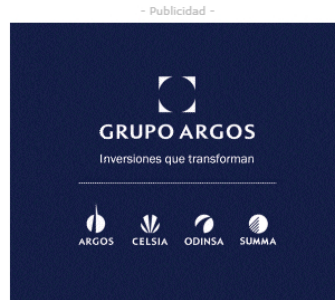 - Publicidad -
GRUPO ARGOS
Inversiones que transforman
ARGOS CELSIA ODINSA SUMMA